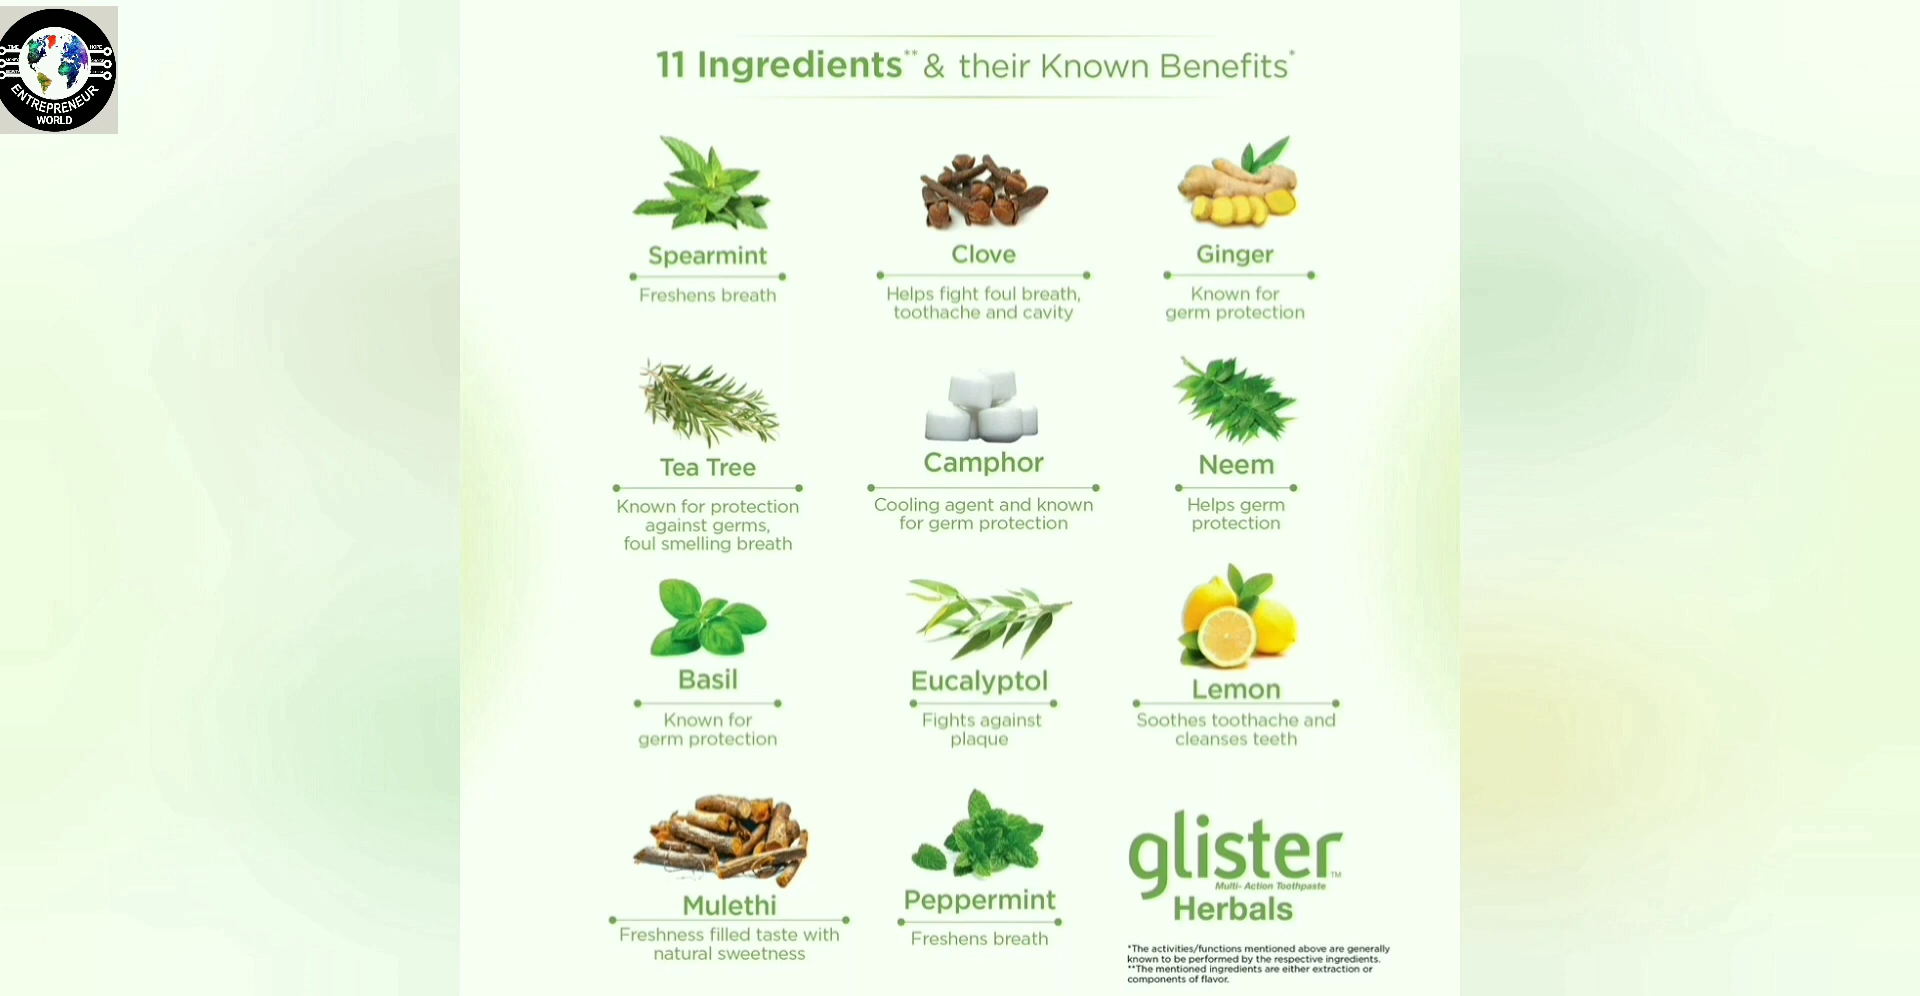 ENTREPRENEUR
WORLD
11 Ingredients** & their Known Benefits*
Spearmint
Freshens breath
Clove
Helps fight foul breath,
toothache and cavity
Ginger
Known for
germ protection
Tea Tree
Known for protection
against germs,
foul smelling breath
Camphor
Cooling agent and known
for germ protection
Neem
Helps germ
protection
Basil
Known for
germ protection
Eucalyptol
Fights against
plaque
Lemon
Soothes toothache and
cleanses teeth
Mulethi
Freshness filled taste with
natural sweetness
Peppermint
Freshens breath
glister™
Multi- Action Toothpaste
Herbals
*The activities/functions mentioned above are generally
known to be performed by the respective ingredients.
**The mentioned ingredients are either extraction or
components of flavor.